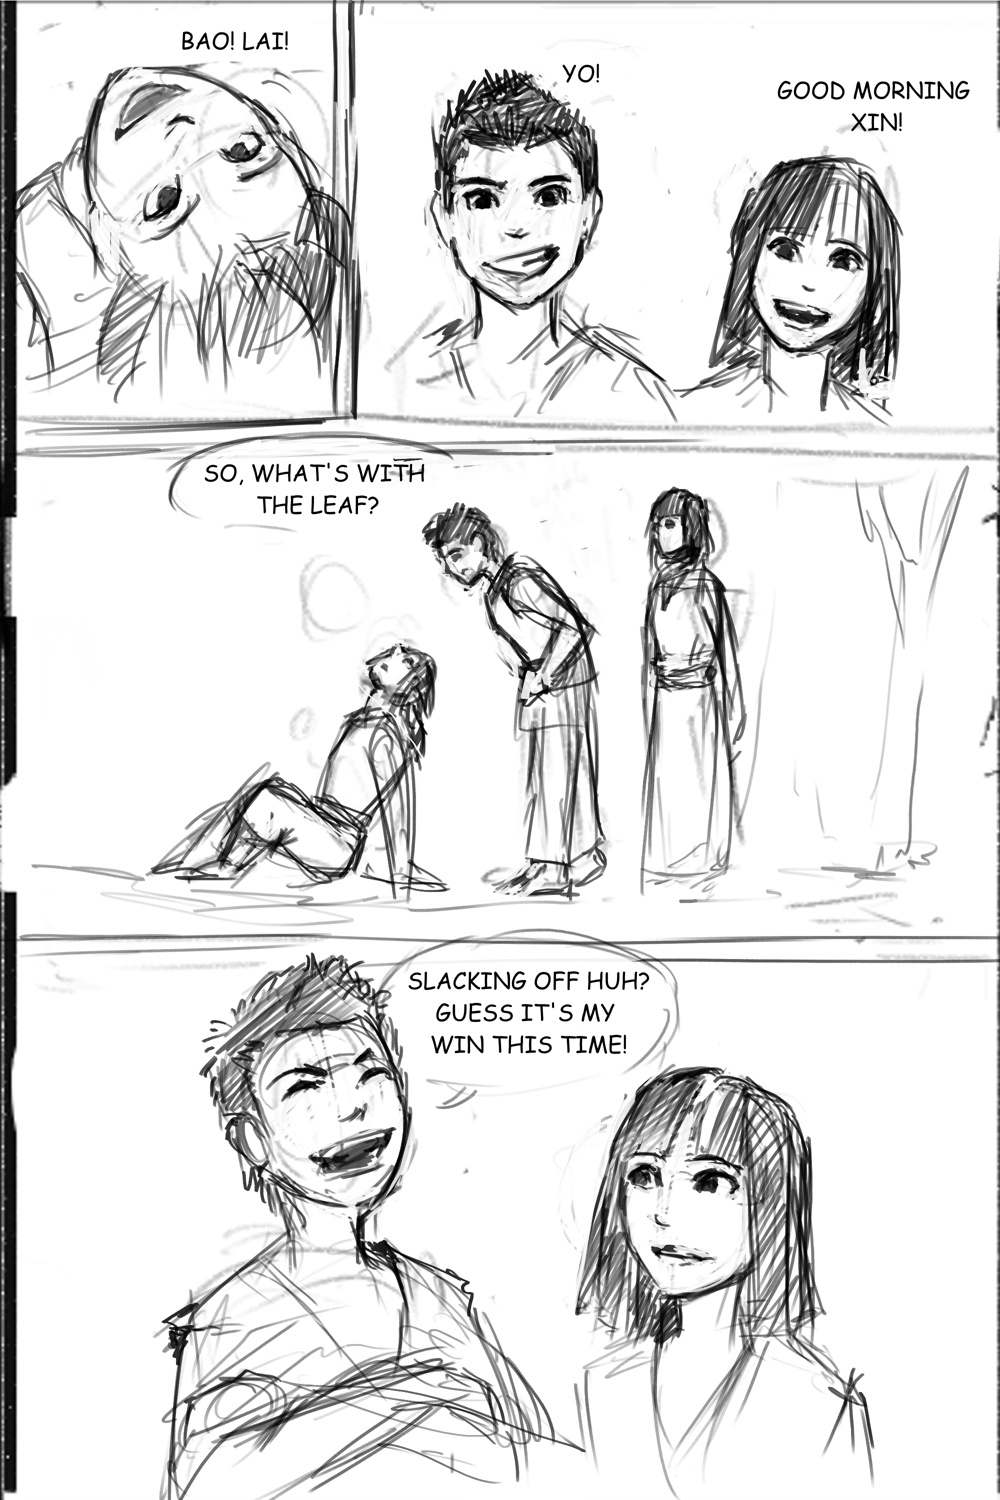 BAO! LAI!
YO!
GOOD MORNING
XIN!
SO, WHAT'S WITH
THE LEAF?
SLACKING OFF HUH?
GUESS IT'S MY
WIN THIS TIME!